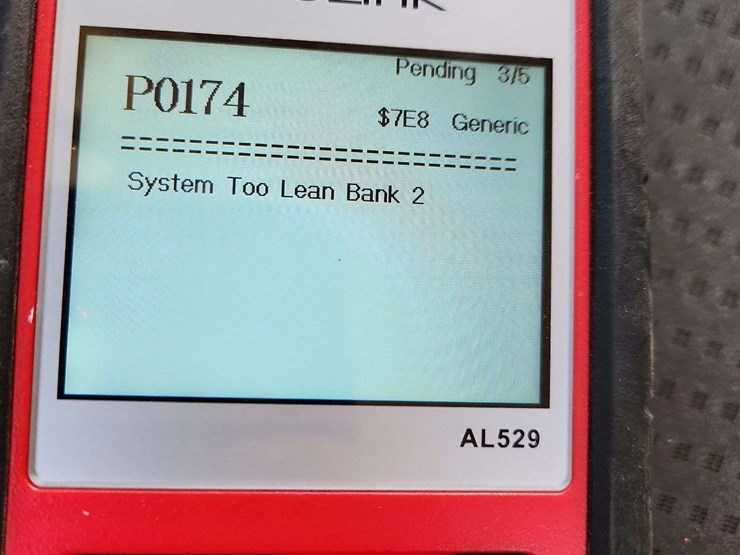 Pending 3/5
P0174
$7E8 Generic
==========================
System Too Lean Bank 2
AL529